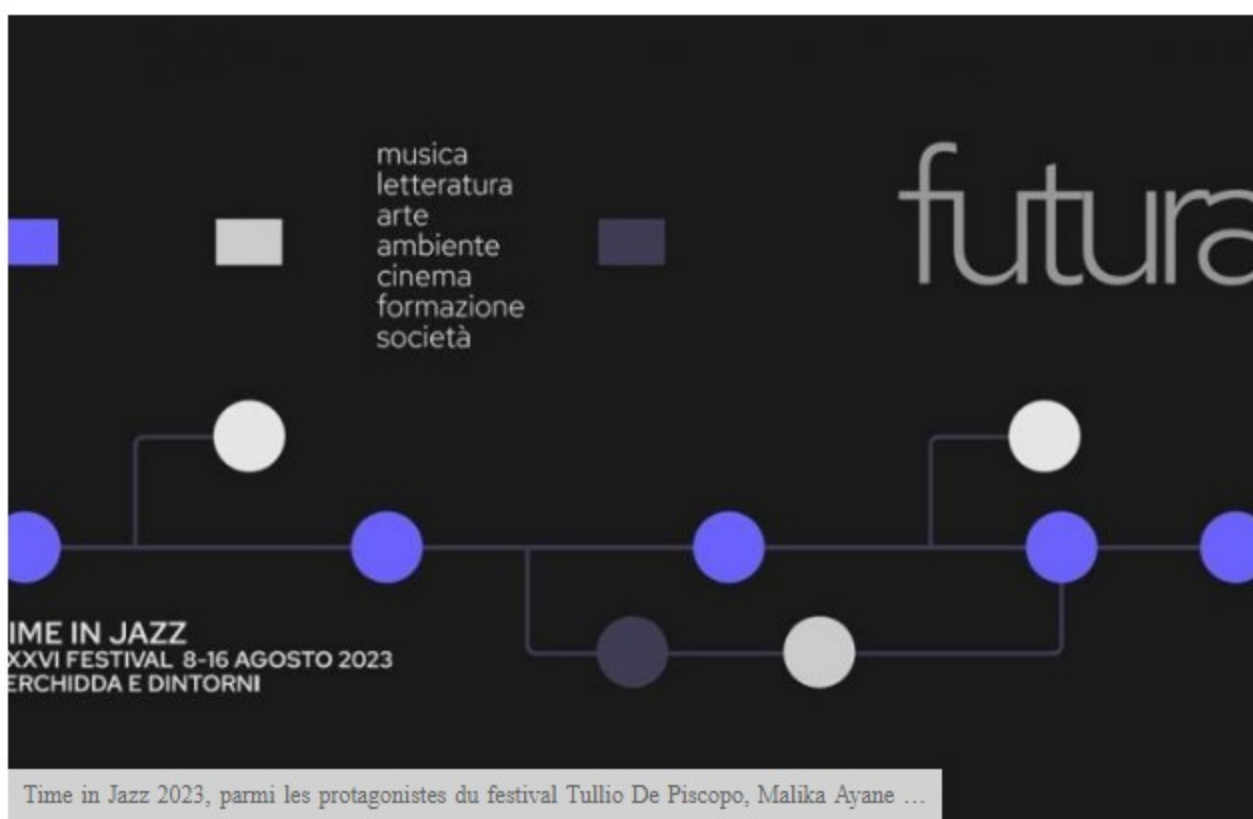 musica
letteratura
arte
ambiente
cinema
formazione
società
futura
IME IN JAZZ
XXVI FESTIVAL 8-16 AGOSTO 2023
ERCHIDDA E DINTORNI
Time in Jazz 2023, parmi les protagonistes du festival Tullio De Piscopo, Malika Ayane ...